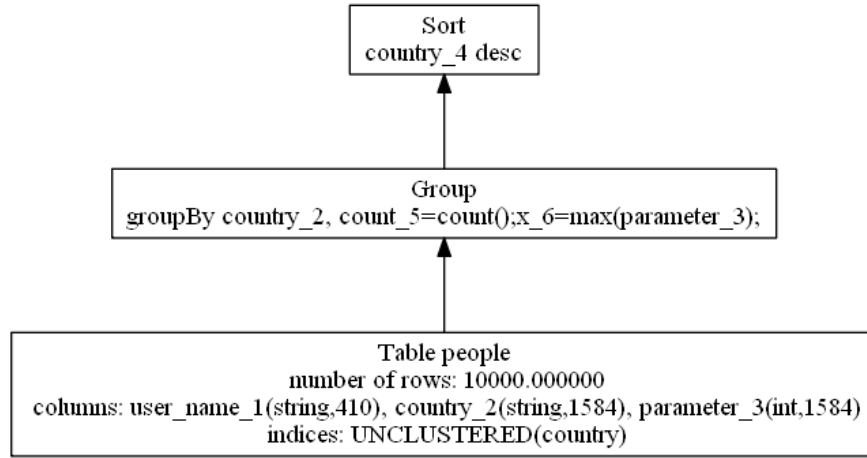 Sort
country_4 desc
Group
groupBy country_2, count_5=count();x_6=max(parameter_3);
Table people
number of rows: 10000.000000
columns: user_name_1(string,410), country_2(string,1584), parameter_3(int,1584)
indices: UNCLUSTERED(country)